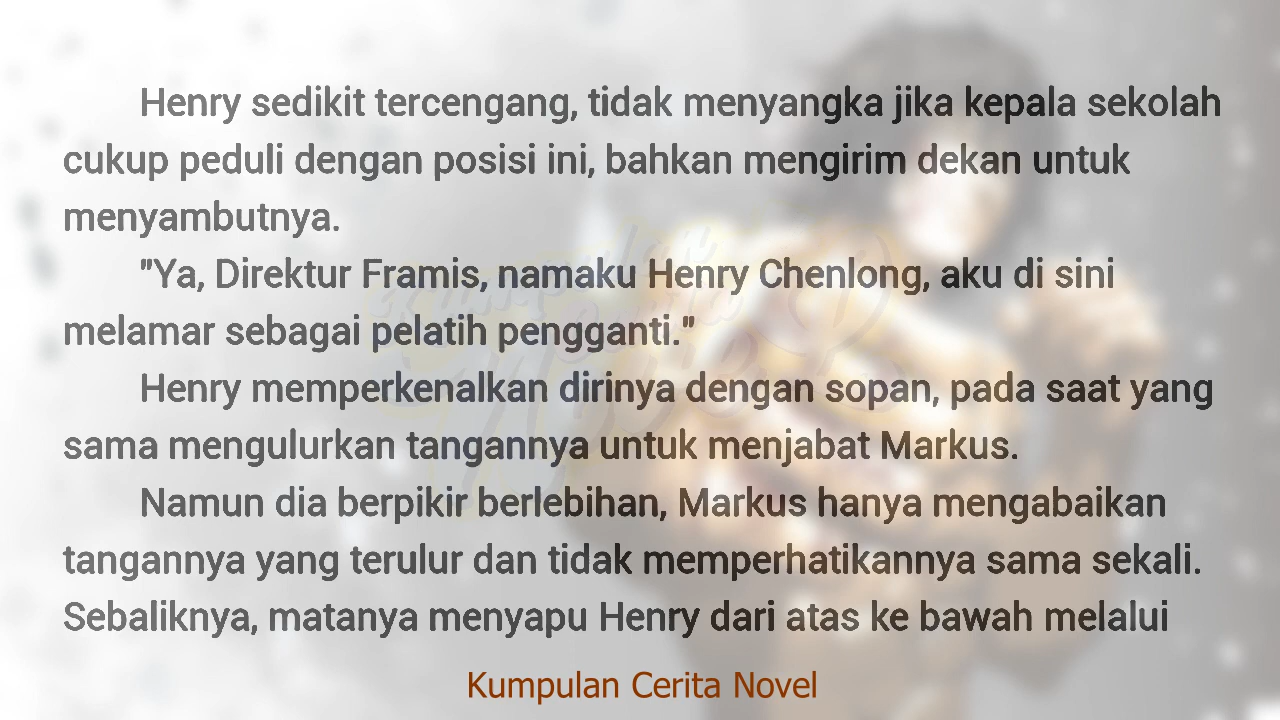 Henry sedikit tercengang, tidak menyangka jika kepala sekolah
cukup peduli dengan posisi ini, bahkan mengirim dekan untuk
menyambutnya.
"Ya, Direktur Framis, namaku Henry Chenlong, aku di sini
melamar sebagai pelatih pengganti."
Henry memperkenalkan dirinya dengan sopan, pada saat yang
sama mengulurkan tangannya untuk menjabat Markus.
Namun dia berpikir berlebihan, Markus hanya mengabaikan
tangannya yang terulur dan tidak memperhatikannya sama sekali.
Sebaliknya, matanya menyapu Henry dari atas ke bawah melalui
Kumpulan Cerita Novel